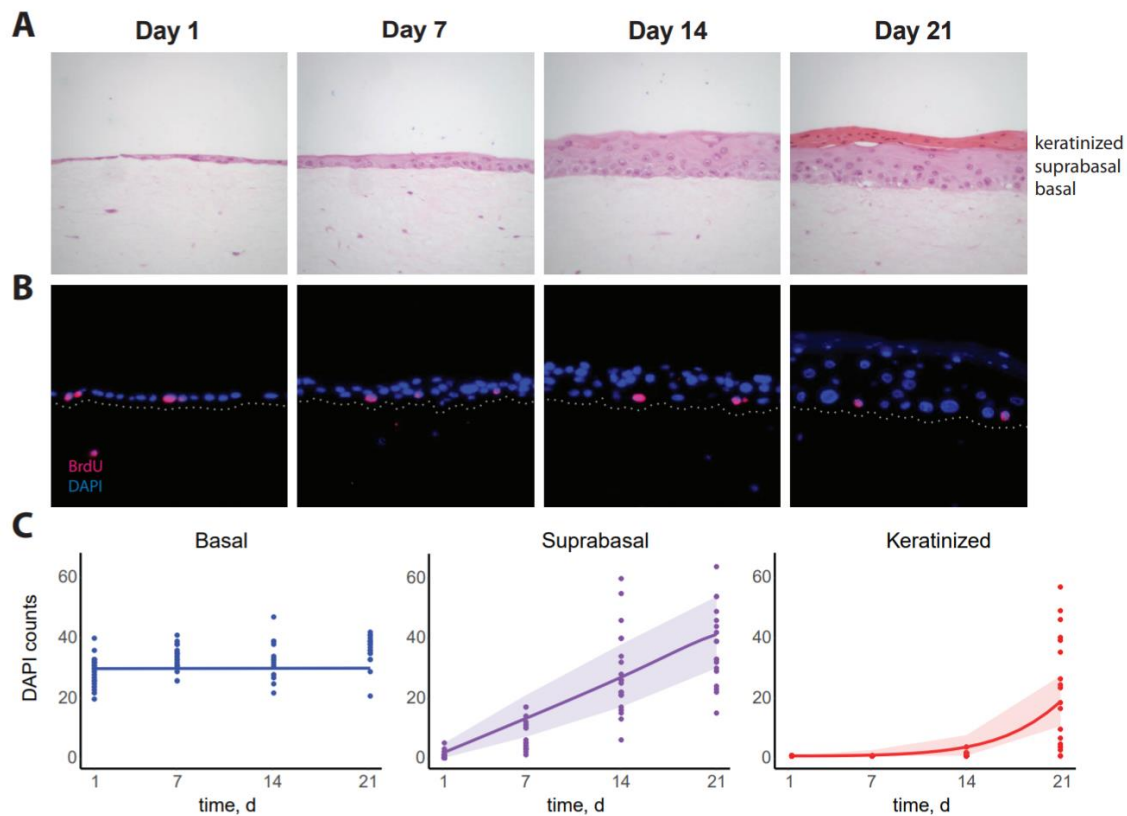 A
Day 1
Day 7
Day 14
Day 21
keratinized
suprabasal
basal
B
BrdU
DAPI
C
Basal
Suprabasal
Keratinized
DAPI counts
60
40
20
0
1
7
14
21
time, d
60
40
20
0
1
7
14
21
time, d
60
40
20
0
1
7
14
21
time, d